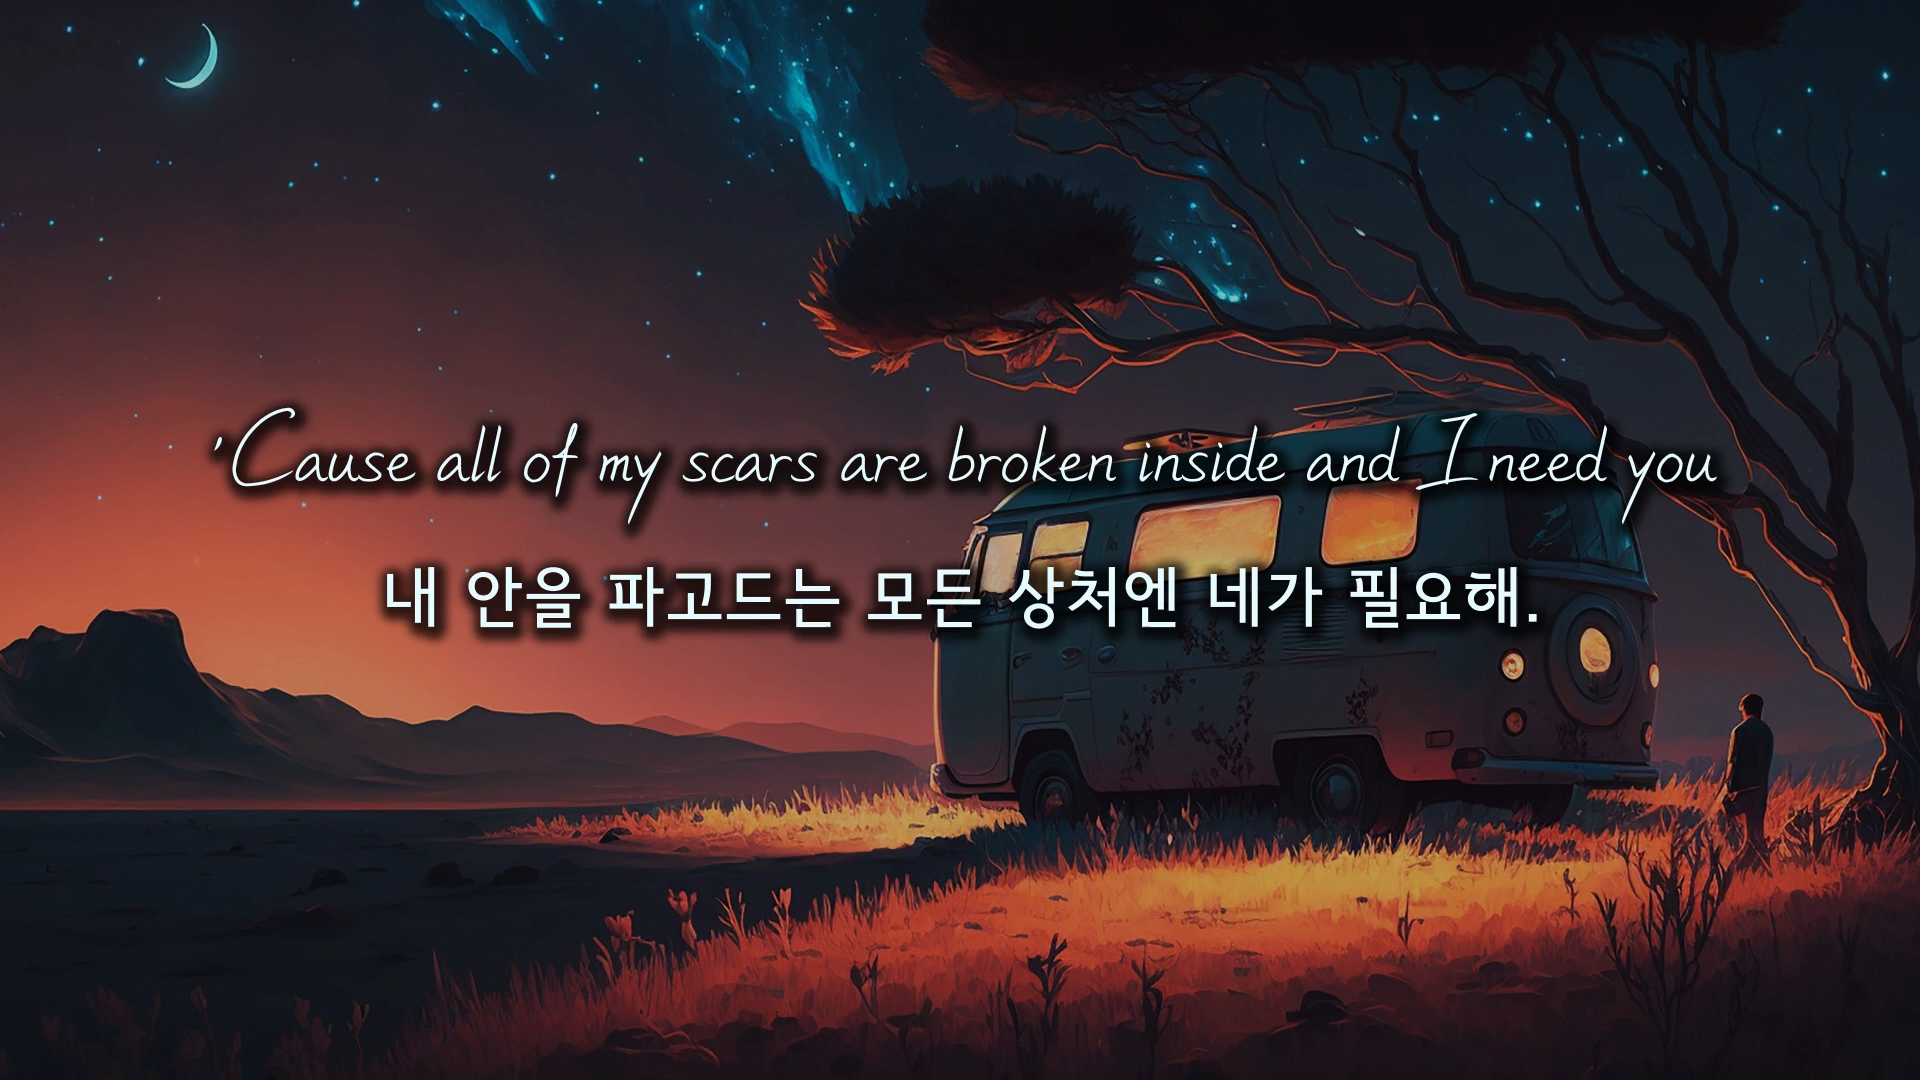 'Cause all of my scars are broken inside and I need you
내 안을 파고드는 모든 상처엔 네가 필요해.